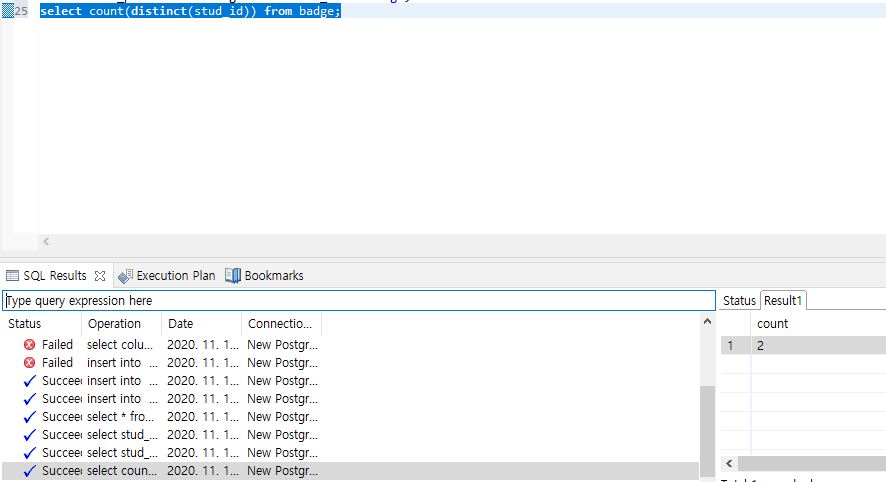 25 select count(distinct(stud_id)) from badge;
SQL Results Execution Plan Bookmarks
Type query expression here
Status Result1
Status Operation Date Connectio...
count
Failed select colu... 2020. 11. 1... New Postgr...
1 2
Failed insert into ... 2020. 11. 1... New Postgr...
Succee insert into ... 2020. 11. 1... New Postgr...
Succee insert into ... 2020. 11. 1... New Postgr...
Succee select * fro... 2020. 11. 1... New Postgr...
Succee select stud_... 2020. 11. 1... New Postgr...
Succee select stud_... 2020. 11. 1... New Postgr...
Succee select coun... 2020. 11. 1... New Postgr...